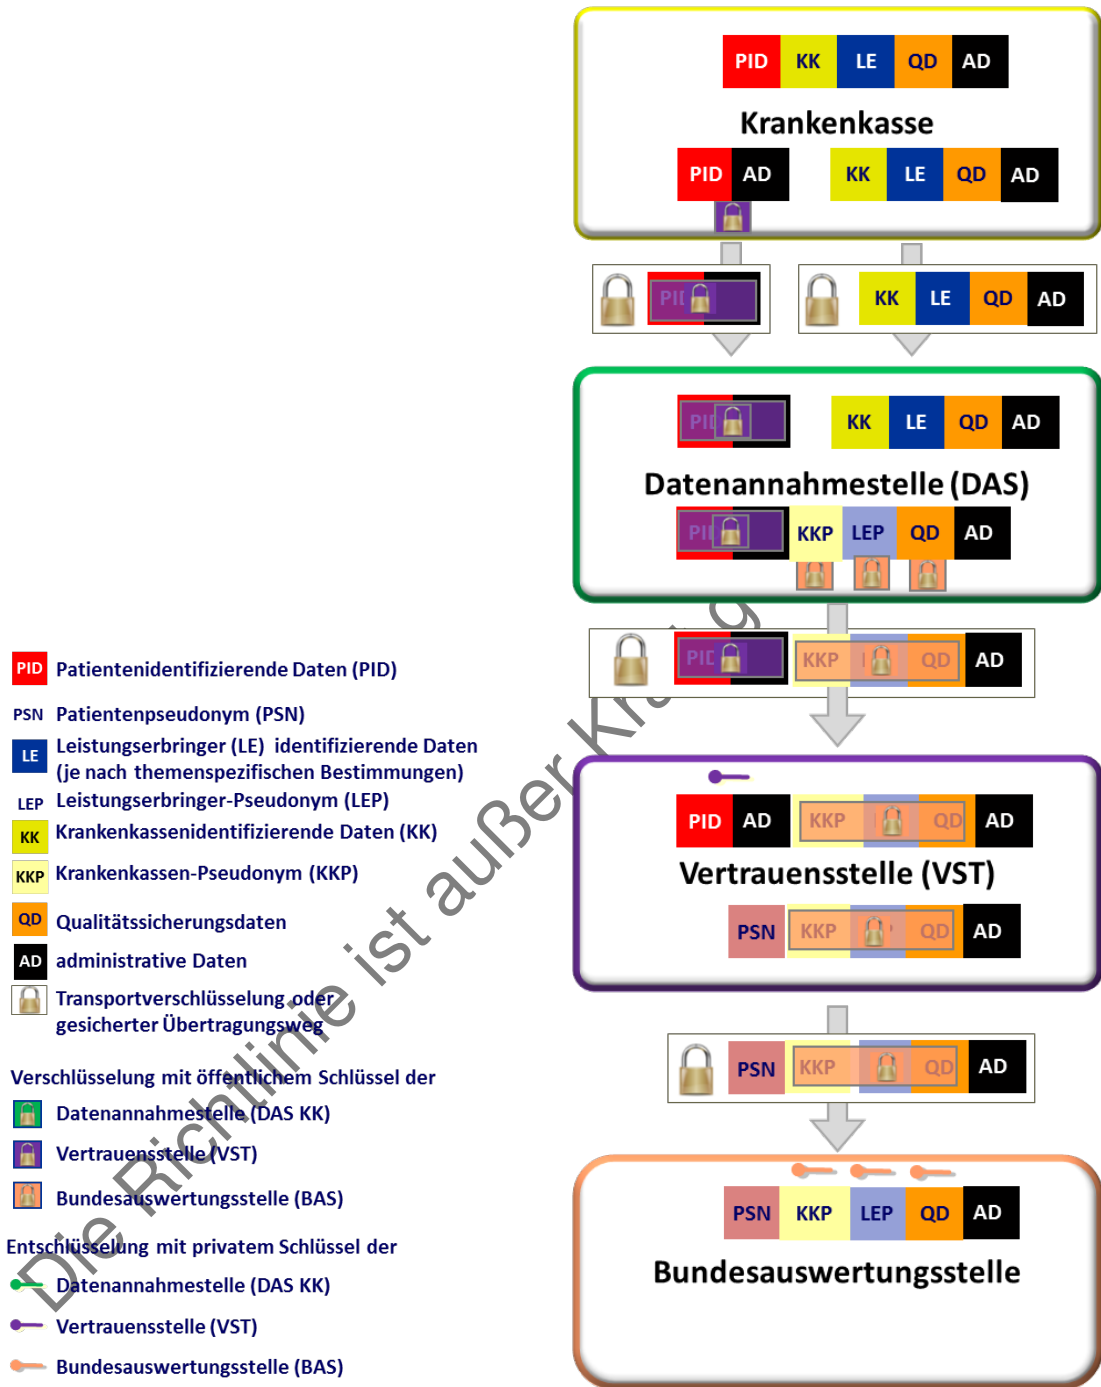 PID KK LE QD AD
Krankenkasse
PID AD KK LE QD AD
PID KK LE QD AD
PID KK LE QD AD
Datenannahmestelle (DAS)
PID KKP LEP QD AD
PID KKP QD AD
PID AD KKP QD AD
Vertrauensstelle (VST)
PSN KKP QD AD
PSN KKP QD AD
PSN KKP LEP QD AD
Bundesauswertungsstelle
PID Patientenidentifizierende Daten (PID)
PSN Patientenpseudonym (PSN)
LE Leistungserbringer (LE) identifizierende Daten
(je nach themenspezifischen Bestimmungen)
LEP Leistungserbringer-Pseudonym (LEP)
KK Krankenkassenidentifizierende Daten (KK)
KKP Krankenkassen-Pseudonym (KKP)
QD Qualitätssicherungsdaten
AD administrative Daten
Transportverschlüsselung oder
gesicherter Übertragungsweg
Verschlüsselung mit öffentlichem Schlüssel der
Datenannahmestelle (DAS KK)
Vertrauensstelle (VST)
Bundesauswertungsstelle (BAS)
Entschlüsselung mit privatem Schlüssel der
Datenannahmestelle (DAS KK)
Vertrauensstelle (VST)
Bundesauswertungsstelle (BAS)
Die Richtlinie ist außer Kraft